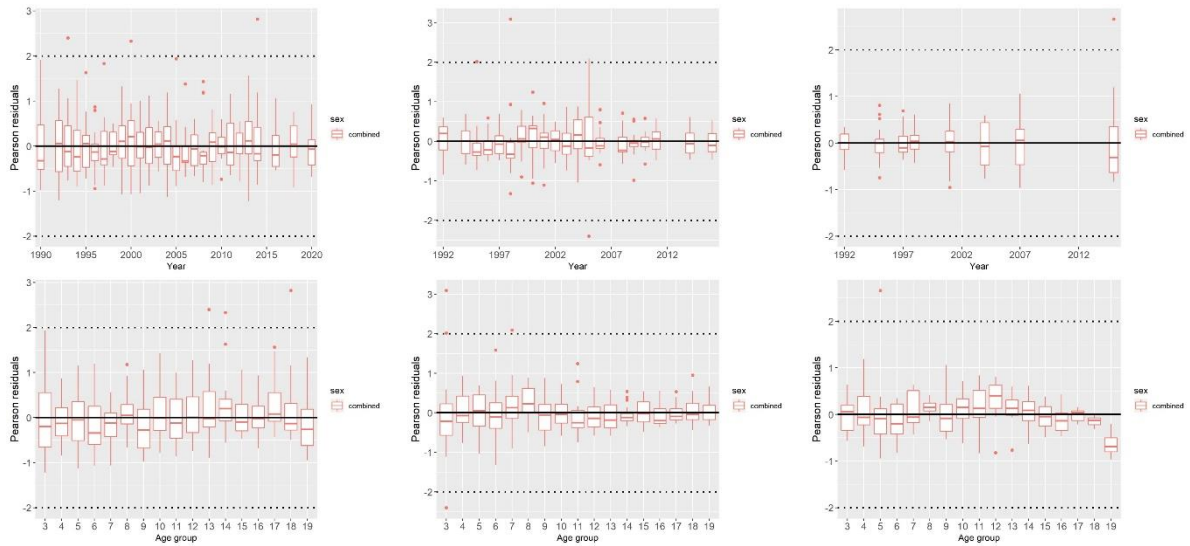 3
2
1
0
-1
-2
Pearson residuals
1990
1995
2000
2005
2010
2015
2020
Year
sex
combined
3
2
1
0
-1
-2
Pearson residuals
1992
1997
2002
2007
2012
Year
sex
combined
2
1
0
-1
-2
Pearson residuals
1992
1997
2002
2007
2012
Year
sex
combined
3
2
1
0
-1
-2
Pearson residuals
3 4 5 6 7 8 9 10 11 12 13 14 15 16 17 18 19
Age group
sex
combined
3
2
1
0
-1
-2
Pearson residuals
3 4 5 6 7 8 9 10 11 12 13 14 15 16 17 18 19
Age group
sex
combined
2
1
0
-1
-2
Pearson residuals
3 4 5 6 7 8 9 10 11 12 13 14 15 16 17 18 19
Age group
sex
combined